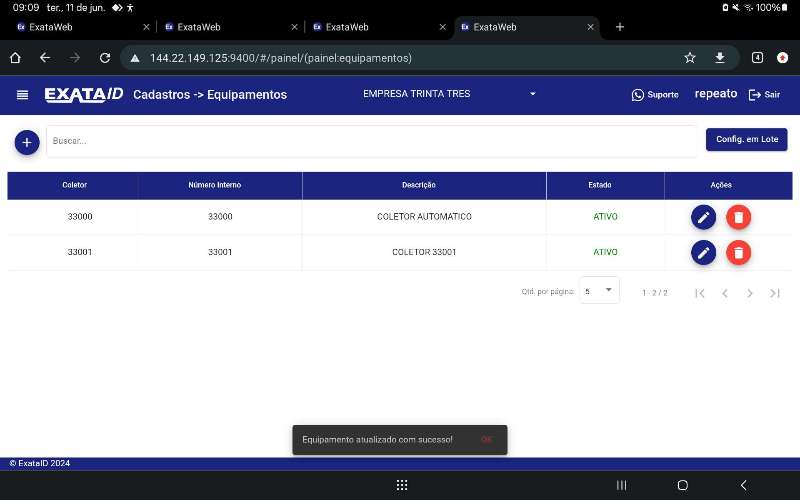 09:09 ter., 11 de jun. 100%
ExataWeb ExataWeb ExataWeb ExataWeb
144.22.149.125:9400/#/painel/(painel:equipamentos) 4
EXATAID Cadastros -> Equipamentos EMPRESA TRINTA TRES Suporte repeato Sair
Buscar... Config. em Lote
Coletor Número Interno Descrição Estado Ações
33000 33000 COLETOR AUTOMATICO ATIVO
33001 33001 COLETOR 33001 ATIVO
Qtd. por página: 5 1 - 2 / 2
Equipamento atualizado com sucesso! OK
© ExataID 2024